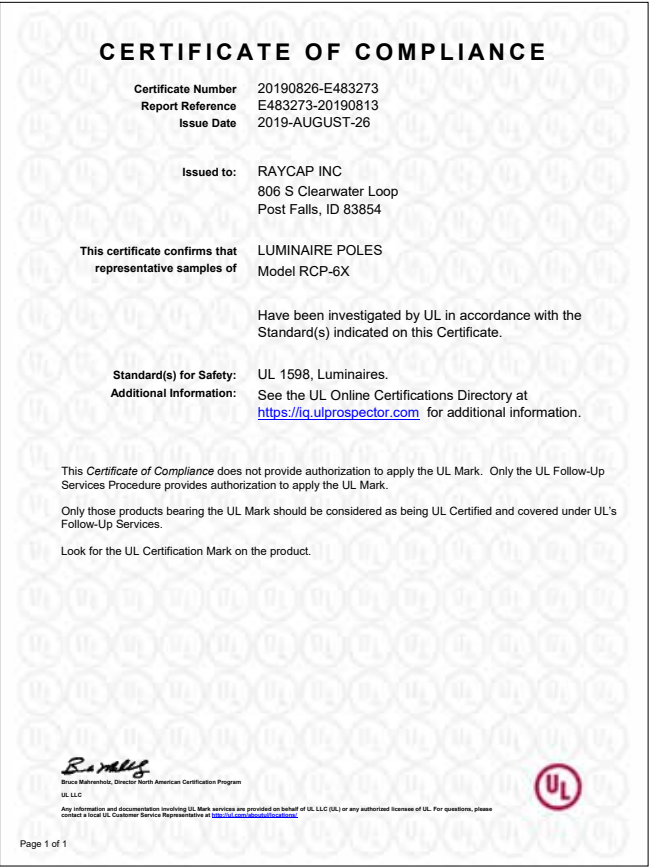 CERTIFICATE OF COMPLIANCE
Certificate Number 20190826-E483273
Report Reference E483273-20190813
Issue Date 2019-AUGUST-26
Issued to: RAYCAP INC
806 S Clearwater Loop
Post Falls, ID 83854
This certificate confirms that LUMINAIRE POLES
representative samples of Model RCP-6X
Have been investigated by UL in accordance with the
Standard(s) indicated on this Certificate.
Standard(s) for Safety: UL 1598, Luminaires.
Additional Information: See the UL Online Certifications Directory at
https://iq.ulprospector.com for additional information.
This Certificate of Compliance does not provide authorization to apply the UL Mark. Only the UL Follow-Up
Services Procedure provides authorization to apply the UL Mark.
Only those products bearing the UL Mark should be considered as being UL Certified and covered under UL's
Follow-Up Services.
Look for the UL Certification Mark on the product.
Bruce Mahrenholz, Director North American Certification Program
UL LLC
Any information and documentation involving UL Mark services are provided on behalf of UL LLC (UL) or any authorized licensee of UL. For questions, please
contact a local UL Customer Service Representative at http://ul.com/aboutul/locations/
UL
Page 1 of 1